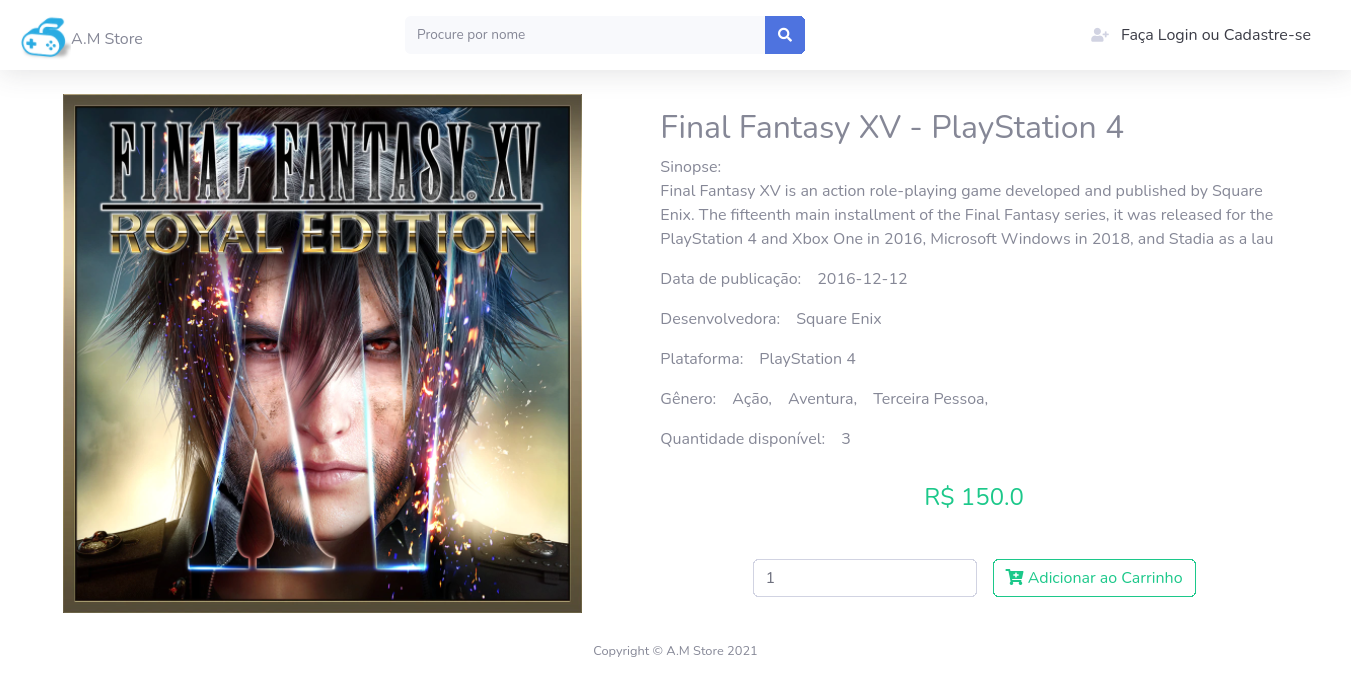 A.M Store
Procure por nome
Faça Login ou Cadastre-se
FINAL FANTASY XV
ROYAL EDITION
Final Fantasy XV - PlayStation 4
Sinopse:
Final Fantasy XV is an action role-playing game developed and published by Square
Enix. The fifteenth main installment of the Final Fantasy series, it was released for the
PlayStation 4 and Xbox One in 2016, Microsoft Windows in 2018, and Stadia as a lau
Data de publicação: 2016-12-12
Desenvolvedora: Square Enix
Plataforma: PlayStation 4
Gênero: Ação, Aventura, Terceira Pessoa,
Quantidade disponível: 3
R$ 150.0
1
Adicionar ao Carrinho
Copyright © A.M Store 2021